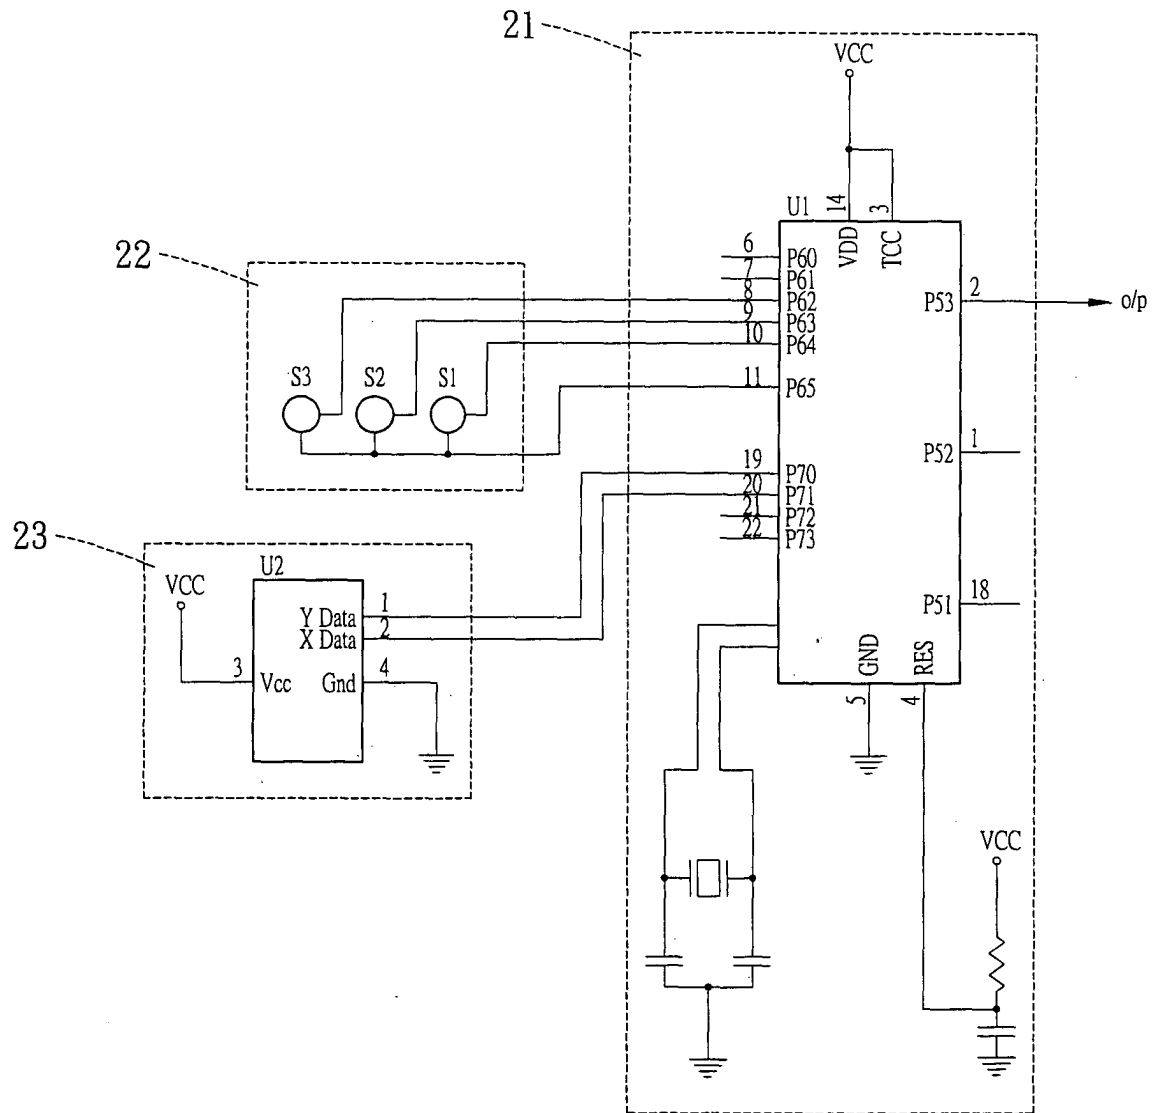 21
VCC
U1
14
3
VDD
TCC
22
6
P60
7
P61
8
P62
9
P63
10
P64
11
P65
P53
2
o/p
S3
S2
S1
P52
1
19
P70
20
P71
21
P72
22
P73
23
VCC
U2
Y Data
1
X Data
2
3
Vcc
Gnd
4
P51
18
GND
RES
5
4
VCC